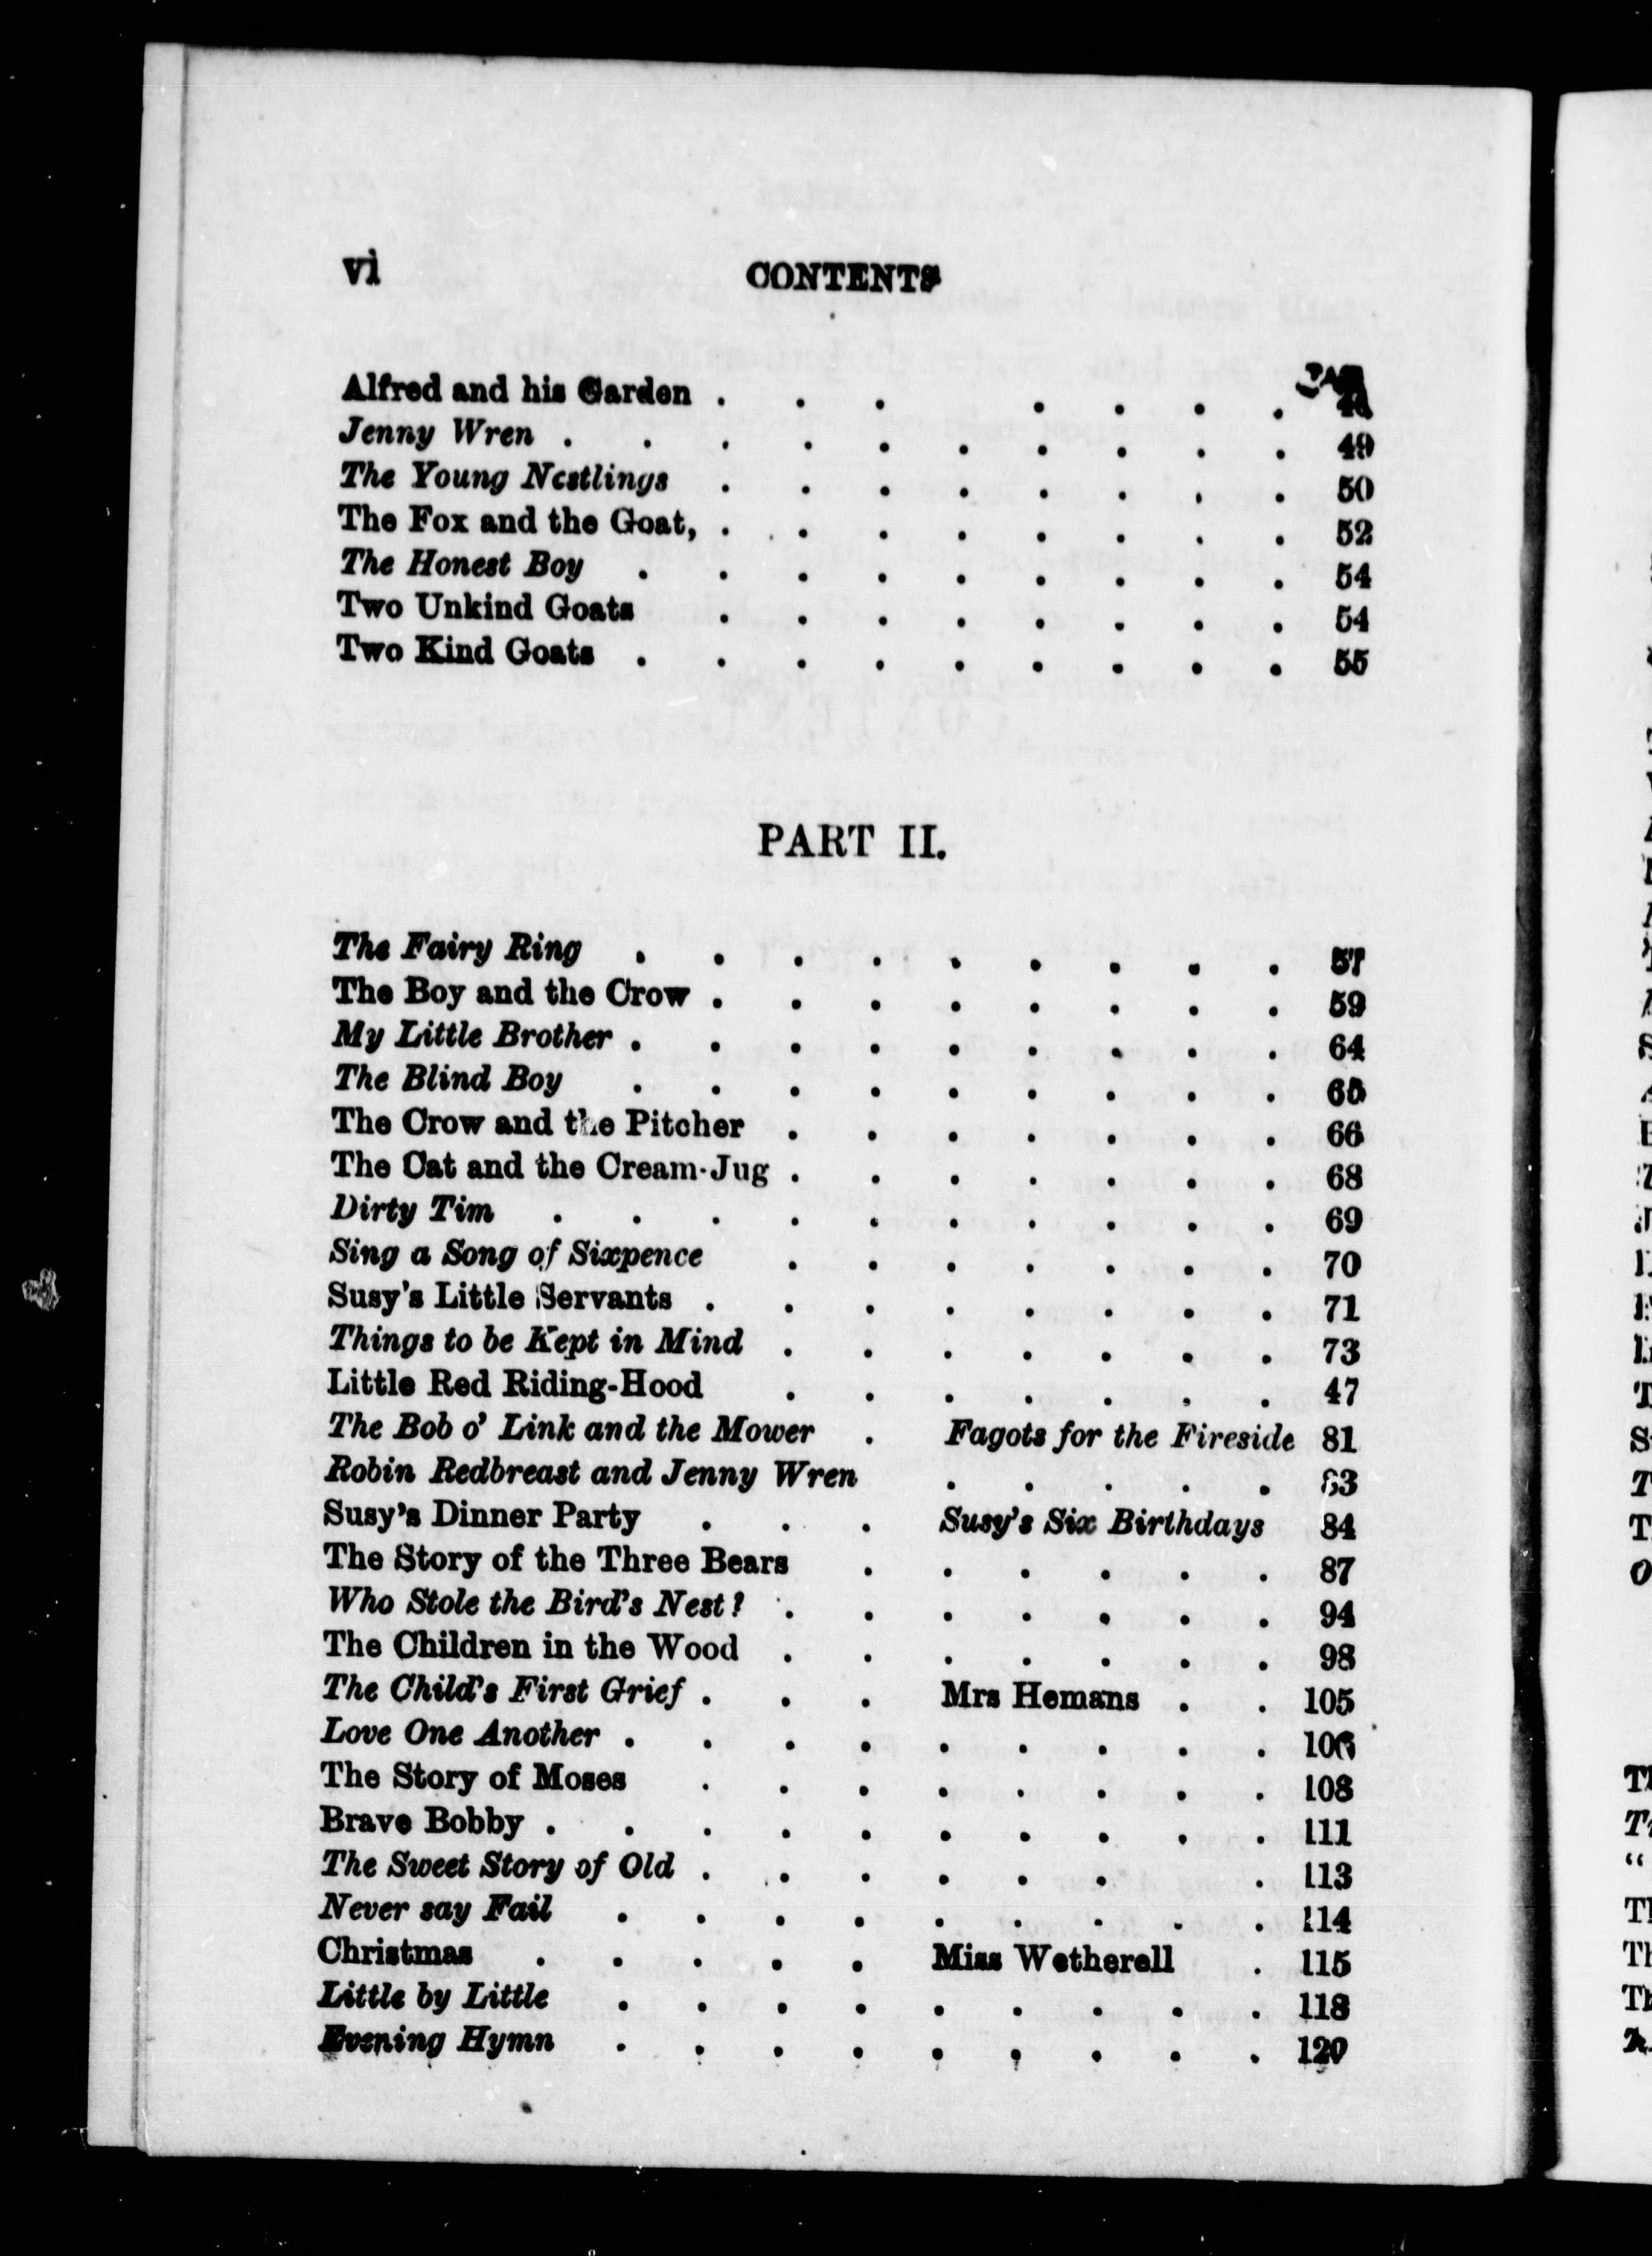 vi CONTENTS
Alfred and his Garden . . . . . . .
Jenny Wren . . . . . . . . . . 49
The Young Nestlings . . . . . . . . 50
The Fox and the Goat, . . . . . . . . 52
The Honest Boy . . . . . . . . . 54
Two Unkind Goats . . . . . . . . 54
Two Kind Goats . . . . . . . . . 55
PART II.
The Fairy Ring . . . . . . . . . 57
The Boy and the Crow . . . . . . . . 59
My Little Brother . . . . . . . . . 64
The Blind Boy . . . . . . . . . 65
The Crow and the Pitcher . . . . . . . 66
The Cat and the Cream-Jug . . . . . . . 68
Dirty Tim . . . . . . . . . . 69
Sing a Song of Sixpence . . . . . . . 70
Susy's Little Servants . . . . . . . . 71
Things to be Kept in Mind . . . . . . . 73
Little Red Riding-Hood . . . . . . . 47
The Bob o' Link and the Mower . Fagots for the Fireside 81
Robin Redbreast and Jenny Wren . . . . . 83
Susy's Dinner Party . . . Susy's Six Birthdays 84
The Story of the Three Bears . . . . . . 87
Who Stole the Bird's Nest? . . . . . . . 94
The Children in the Wood . . . . . . . 98
The Child's First Grief . . . Mrs Hemans . . 105
Love One Another . . . . . . . . . 106
The Story of Moses . . . . . . . . 108
Brave Bobby . . . . . . . . . . 111
The Sweet Story of Old . . . . . . . 113
Never say Fail . . . . . . . . . 114
Christmas . . . . . Miss Wetherell . 115
Little by Little . . . . . . . . . 118
Evening Hymn . . . . . . . . . 120